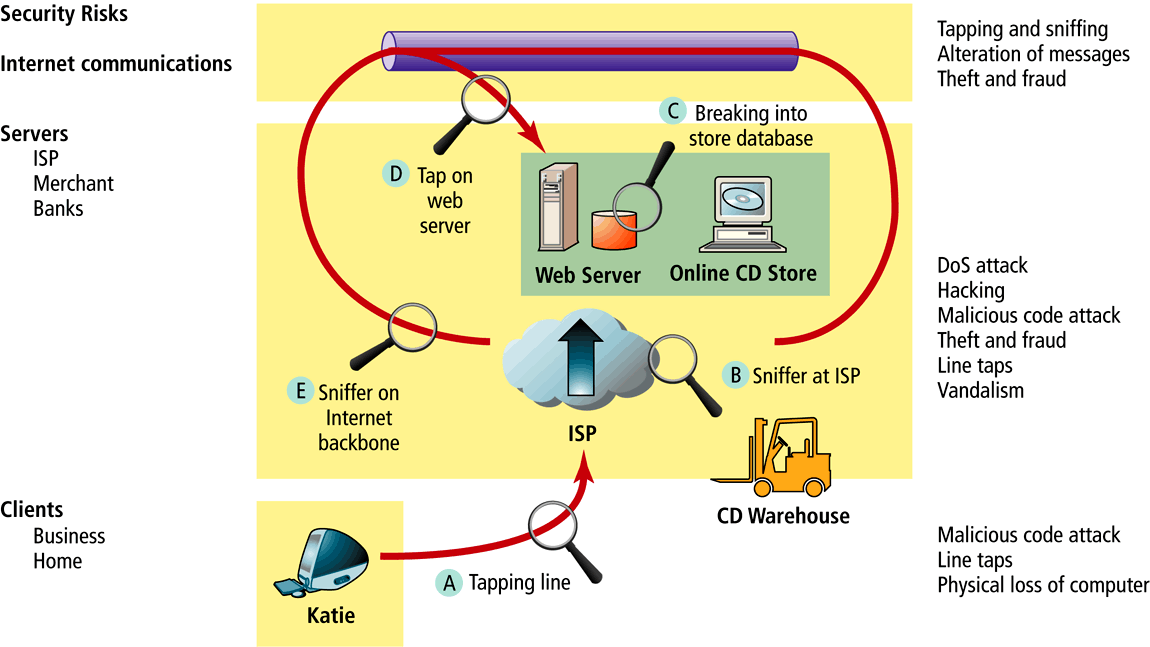 Security Risks
Internet communications
Tapping and sniffing
Alteration of messages
Theft and fraud
Servers
ISP
Merchant
Banks
C
Breaking into
store database
D
Tap on
web
server
Web Server
Online CD Store
DoS attack
Hacking
Malicious code attack
Theft and fraud
Line taps
Vandalism
E
Sniffer on
Internet
backbone
ISP
B
Sniffer at ISP
CD Warehouse
Clients
Business
Home
Katie
A
Tapping line
Malicious code attack
Line taps
Physical loss of computer